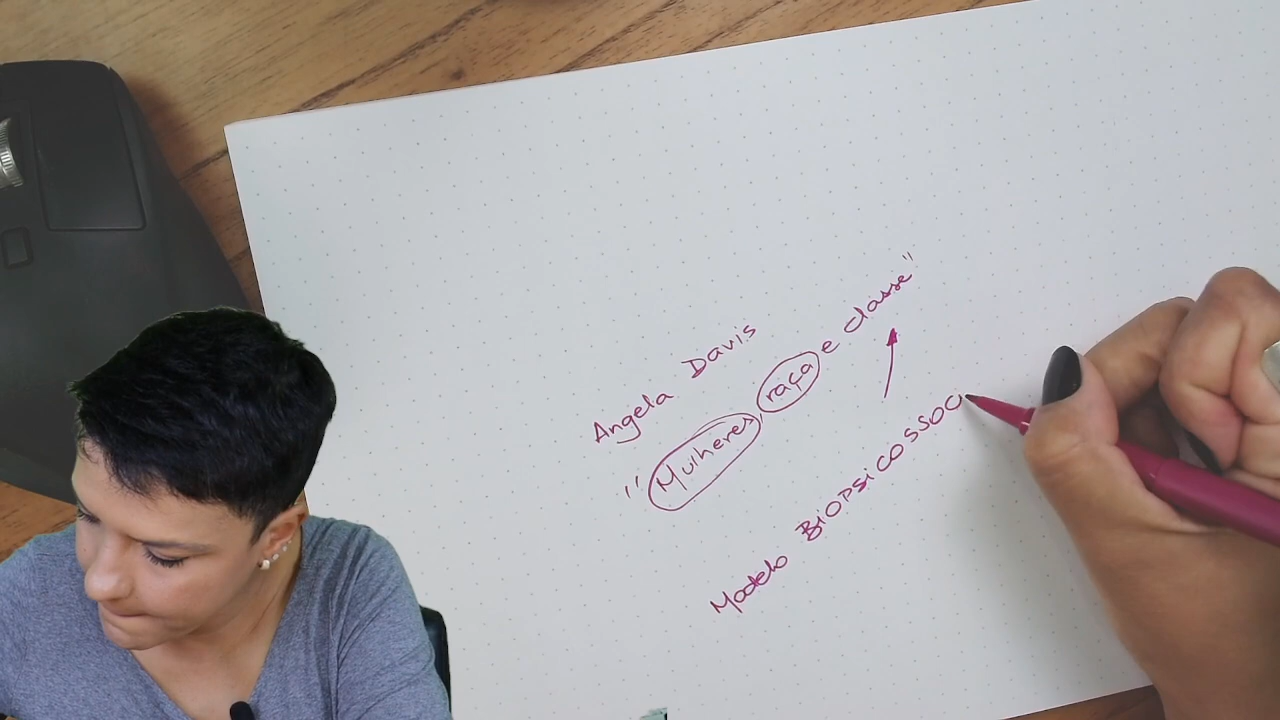 Angela Davis
"Mulheres, raça e classe"
Modelo Biopsicossoc